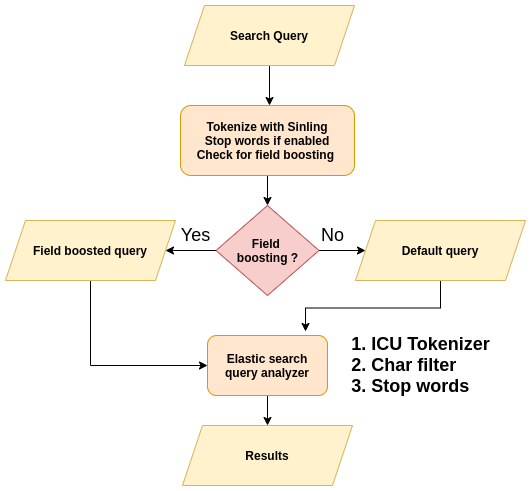 Search Query
Tokenize with Sinling
Stop words if enabled
Check for field boosting
Yes
Field
boosting ?
No
Field boosted query
Default query
Elastic search
query analyzer
1. ICU Tokenizer
2. Char filter
3. Stop words
Results